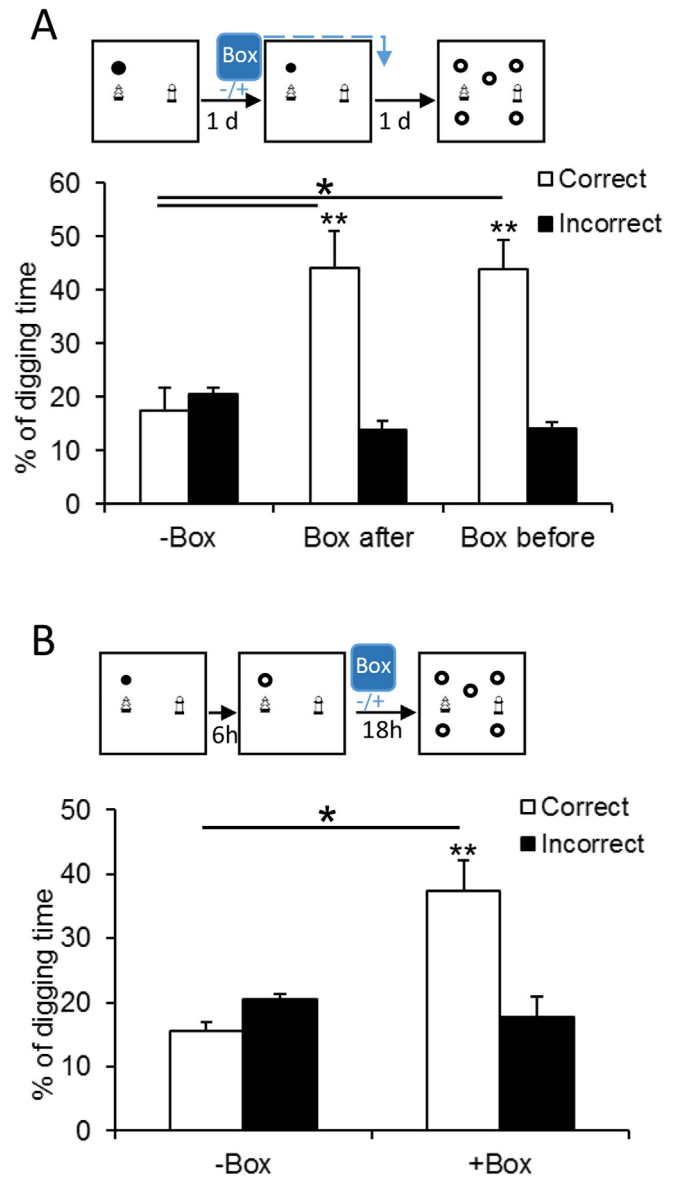 A
Box
-/+
1 d
1 d
60
50
40
30
20
10
0
% of digging time
*
**
**
Correct
Incorrect
-Box
Box after
Box before
B
Box
-/+
6h
18h
50
40
30
20
10
0
% of digging time
*
**
Correct
Incorrect
-Box
+Box